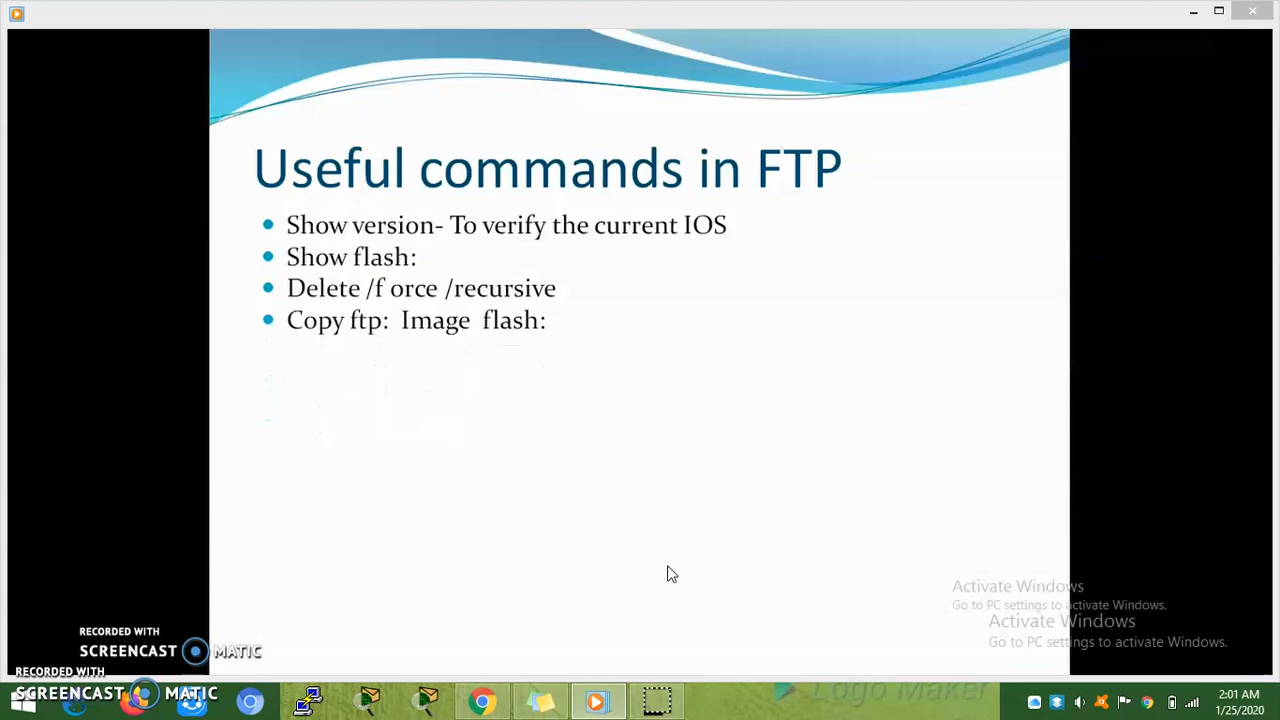 Useful commands in FTP
Show version- To verify the current IOS
Show flash:
Delete /f orce /recursive
Copy ftp: Image flash:
Activate Windows
Go to PC settings to activate Windows.
Activate Windows
Go to PC settings to activate Windows.
RECORDED WITH
SCREENCAST MATIC
RECORDED WITH
SCREENCAST MATIC
Logo Maker
2:01 AM
1/25/2020